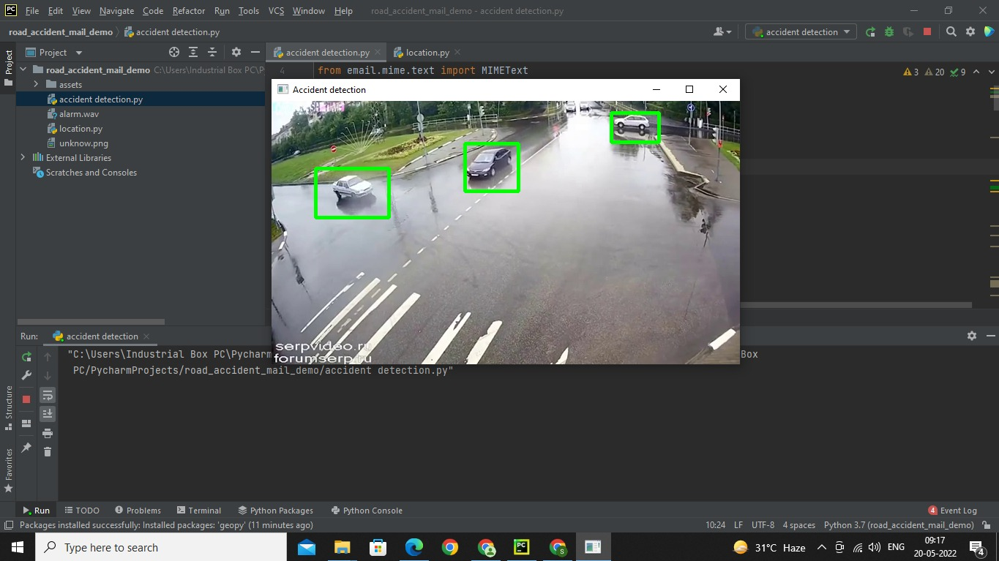 PC File Edit View Navigate Code Refactor Run Tools VCS Window Help road_accident_mail_demo - accident detection.py
road_accident_mail_demo accident detection.py accident detection
Project Project accident detection.py location.py
road_accident_mail_demo C:\Users\Industrial Box PC\P 4 from email.mime.text import MIMEText 3 20 9
assets
accident detection.py
alarm.wav
location.py
unknow.png
External Libraries
Scratches and Consoles
Accident detection
serpvideo.ru
forumserp.ru
Run: accident detection
"C:\Users\Industrial Box PC\Pycharm Box
PC/PycharmProjects/road_accident_mail_demo/accident detection.py"
Structure
Favorites
Run TODO Problems Terminal Python Packages Python Console 4 Event Log
Packages installed successfully: Installed packages: 'geopy' (11 minutes ago) 10:24 LF UTF-8 4 spaces Python 3.7 (road_accident_mail_demo)
Type here to search PC S 31°C Haze ENG 09:17
20-05-2022 4